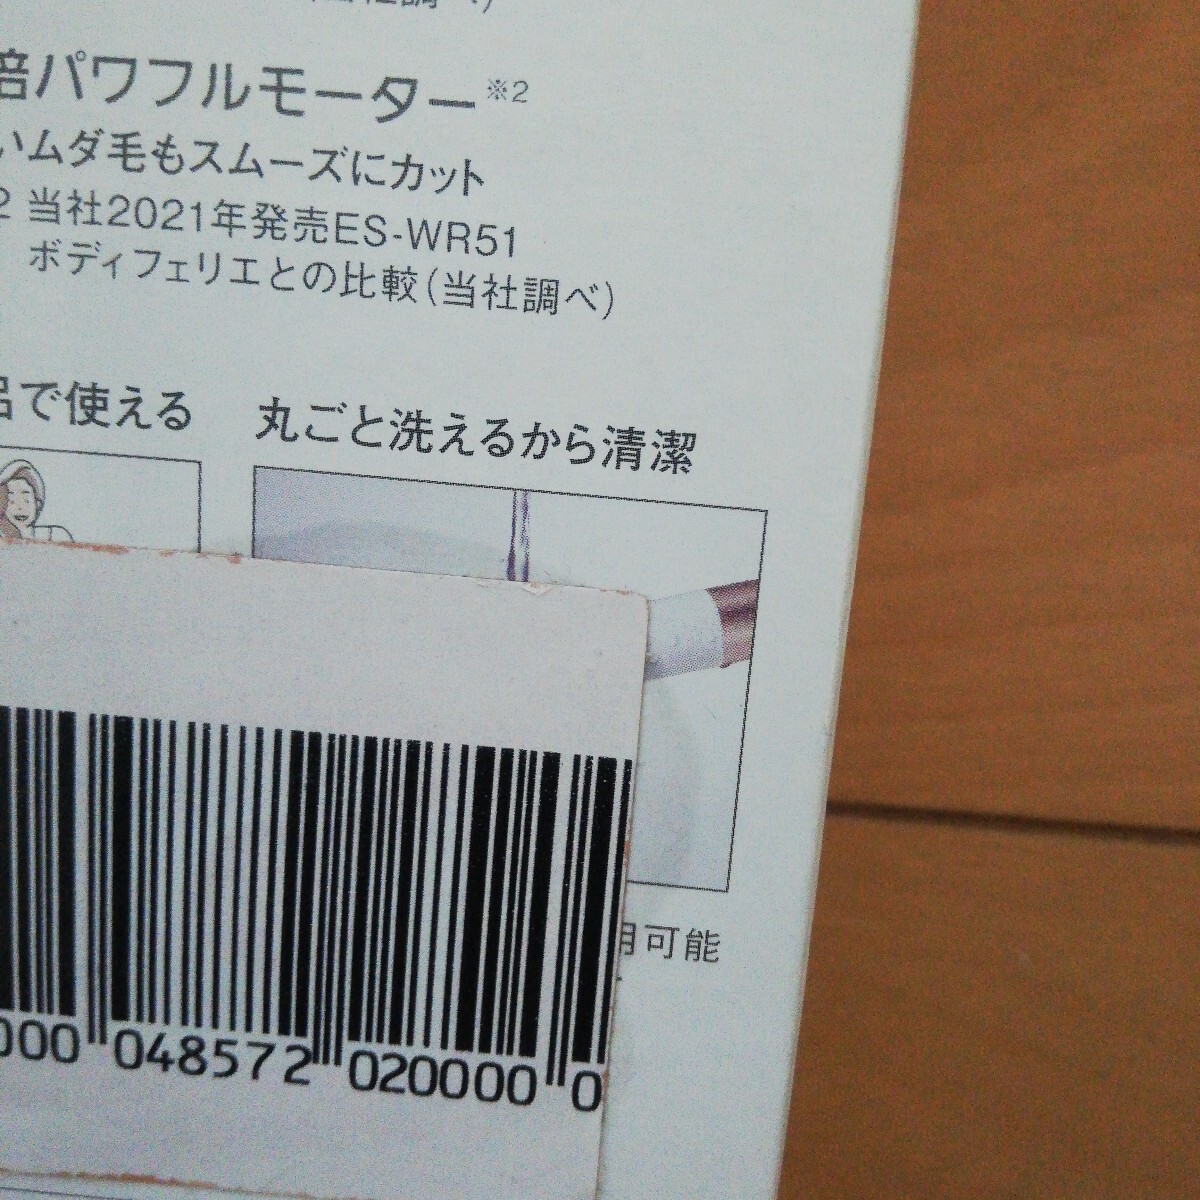 倍パワフルモーター※2
いムダ毛もスムーズにカット
2 当社2021年発売ES-WR51
ボディフェリエとの比較(当社調べ)
品で使える
丸ごと洗えるから清潔
用可能
000 048572 020000 0